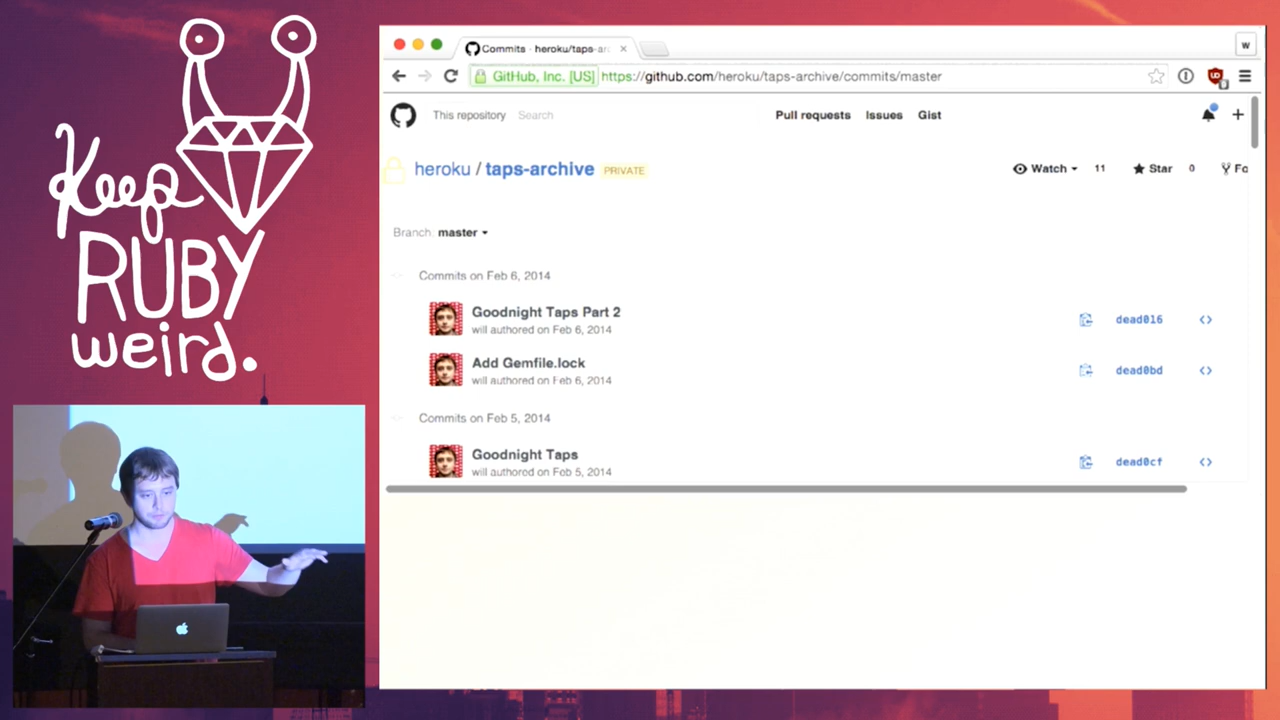 Keep
RUBY
weird.
Commits · heroku/taps-arc
W
GitHub, Inc. [US] https://github.com/heroku/taps-archive/commits/master
This repository Search Pull requests Issues Gist
heroku / taps-archive PRIVATE Watch 11 Star 0 Fo
Branch: master
Commits on Feb 6, 2014
Goodnight Taps Part 2
will authored on Feb 6, 2014 dead016
Add Gemfile.lock
will authored on Feb 6, 2014 dead0bd
Commits on Feb 5, 2014
Goodnight Taps
will authored on Feb 5, 2014 dead0cf